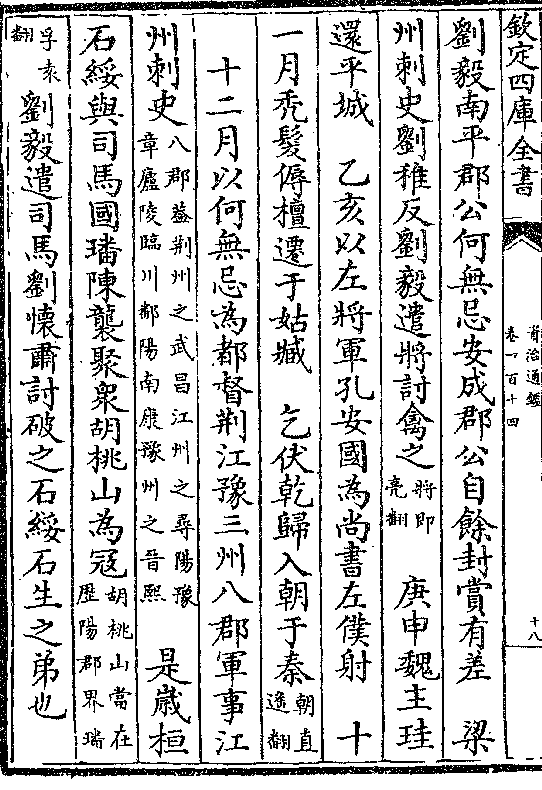 欽定四庫全書
資治通鑑
卷一百十四
十八
劉毅南平郡公何無忌安成郡公自餘封賞有差　梁
州刺史劉稚反劉毅遣將討禽之將即亮翻　庚申魏主珪
還平城　乙亥以左將軍孔安國為尚書左僕射　十
一月禿髮傉檀遷于姑臧　乞伏乾歸入朝于秦朝直遙翻
十二月以何無忌為都督荆江豫三州八郡軍事江
州刺史八郡葢荆州之武昌江州之尋陽豫章廬陵臨川鄱陽南康豫州之晉熙　是歲桓
石綏與司馬國璠陳襲聚衆胡桃山為冦胡桃山當在歷陽郡界璠
孚袁翻劉毅遣司馬劉懷肅討破之石綏石生之弟也